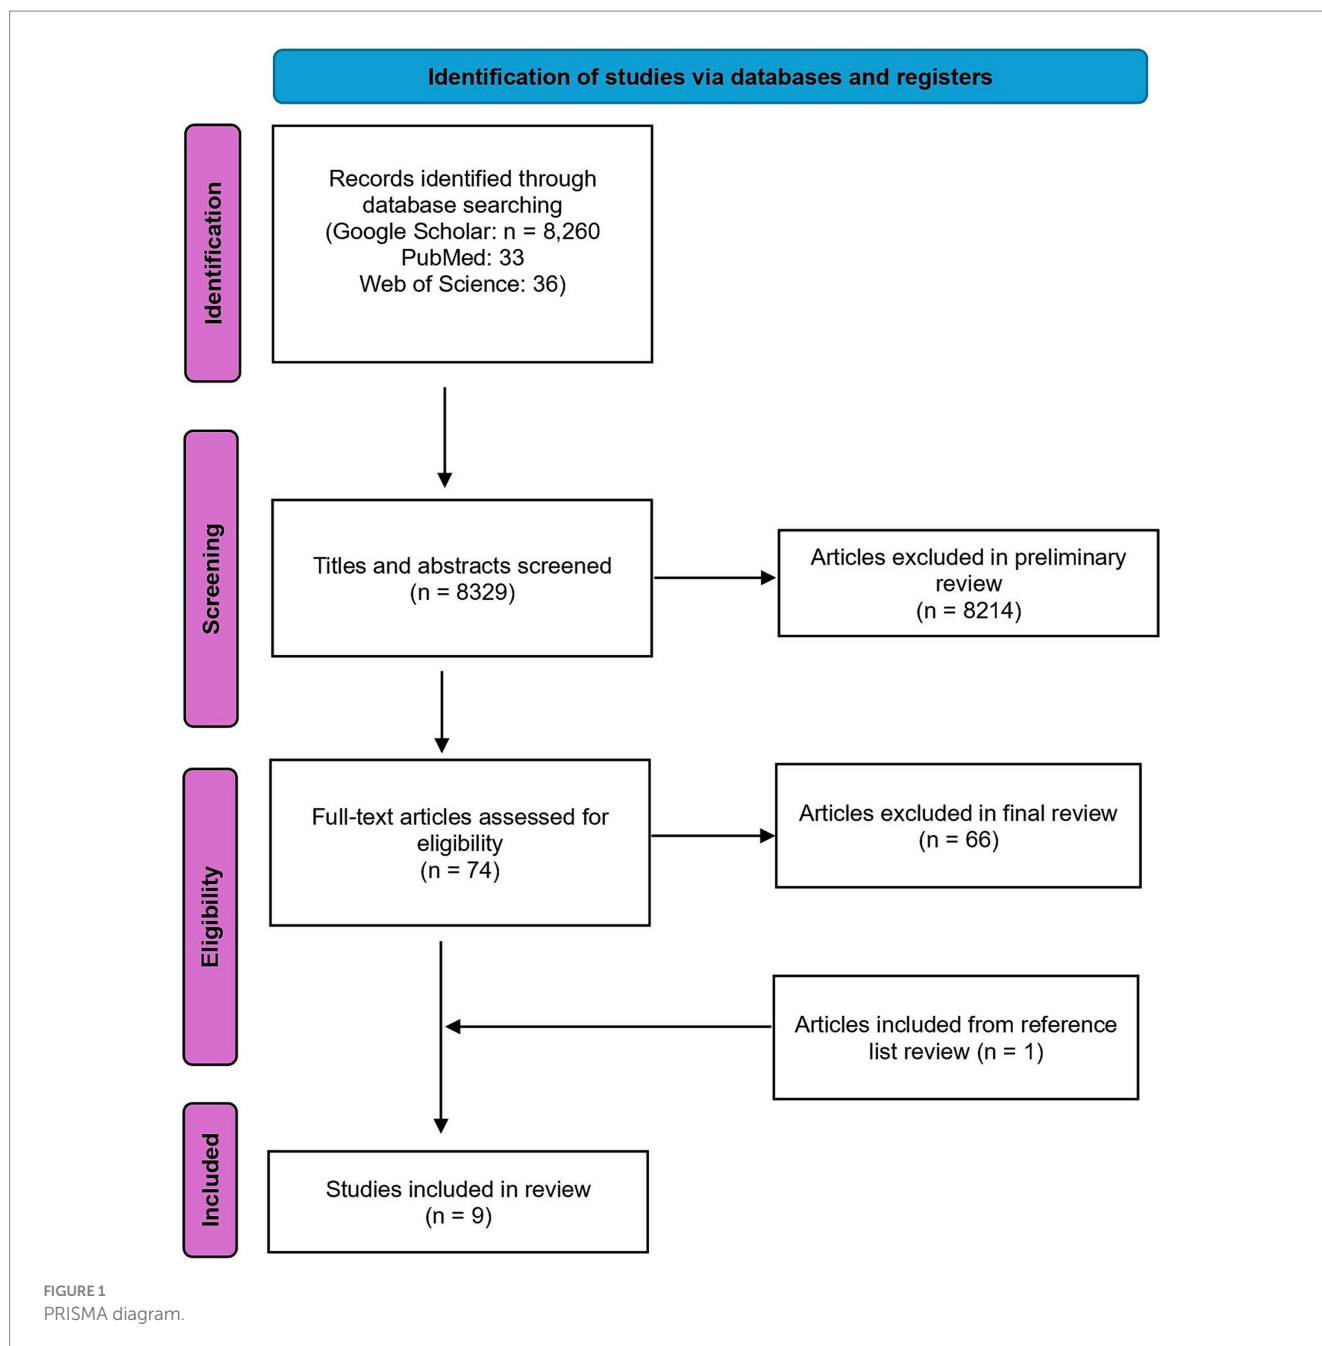 Identification of studies via databases and registers
Identification
Records identified through
database searching
(Google Scholar: n = 8,260
PubMed: 33
Web of Science: 36)
Screening
Titles and abstracts screened
(n = 8329)
Articles excluded in preliminary
review
(n = 8214)
Eligibility
Full-text articles assessed for
eligibility
(n = 74)
Articles excluded in final review
(n = 66)
Articles included from reference
list review (n = 1)
Included
Studies included in review
(n = 9)
FIGURE 1
PRISMA diagram.